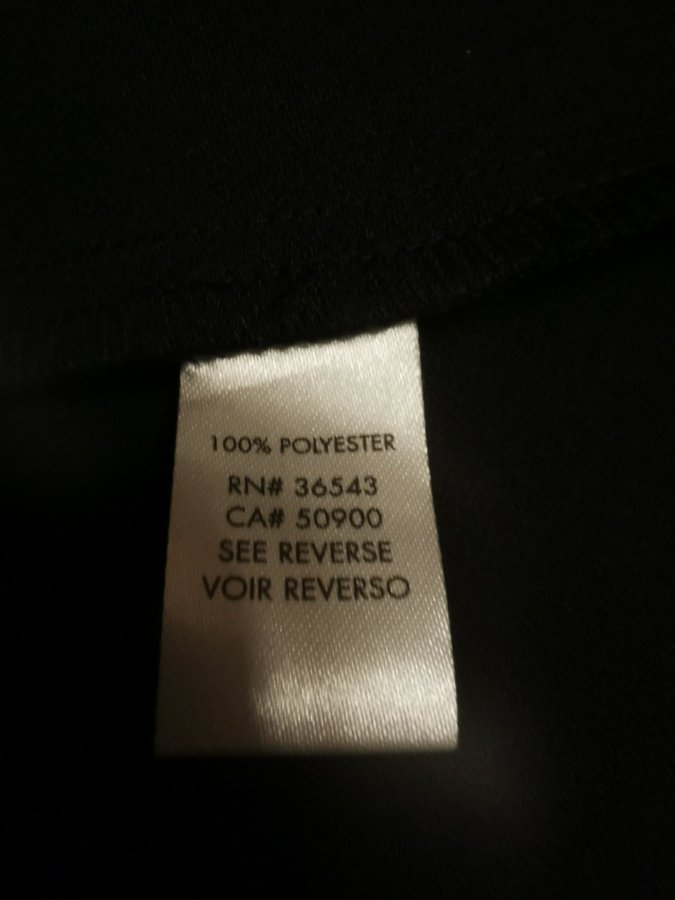 100% POLYESTER
RN# 36543
CA# 50900
SEE REVERSE
VOIR REVERSO